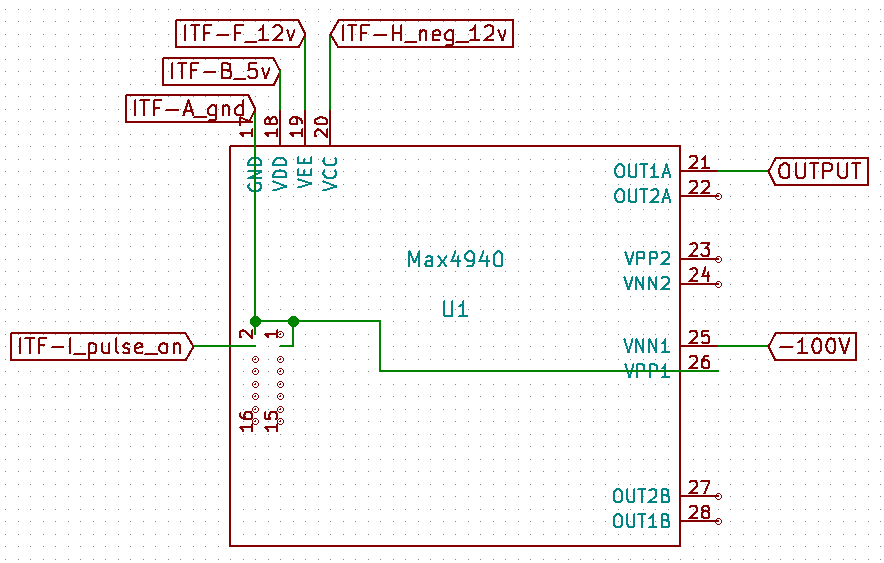 ITF-F_12v
ITF-H_neg_12v
ITF-B_5v
ITF-A_gnd
17
18
19
20
GND
VDD
VEE
VCC
OUT1A
21
OUTPUT
OUT2A
22
Max4940
VPP2
23
VNN2
24
U1
ITF-I_pulse_on
2
1
VNN1
25
-100V
VPP1
26
16
15
OUT2B
27
OUT1B
28